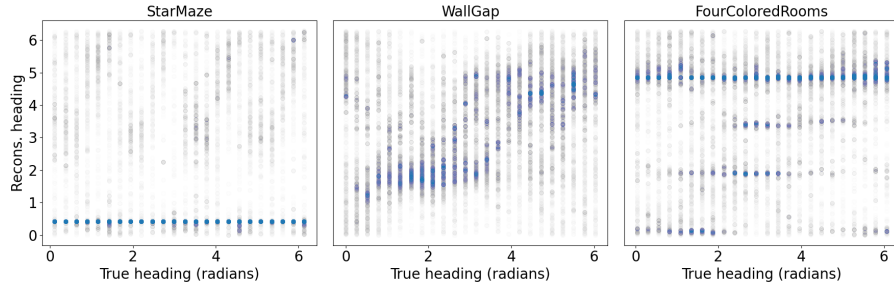 StarMaze
WallGap
FourColoredRooms
Recons. heading
6
5
4
3
2
1
0
0 2 4 6
0 2 4 6
0 2 4 6
True heading (radians)
True heading (radians)
True heading (radians)